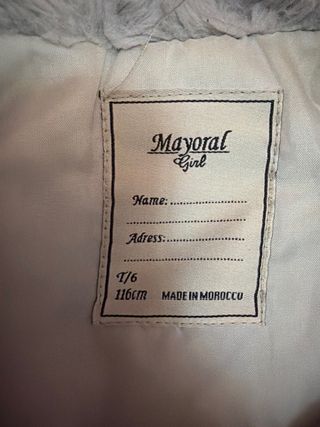 Mayoral
Girl
Name:......................
................................
Adress:....................
................................
T/6
116cm MADE IN MOROCCO